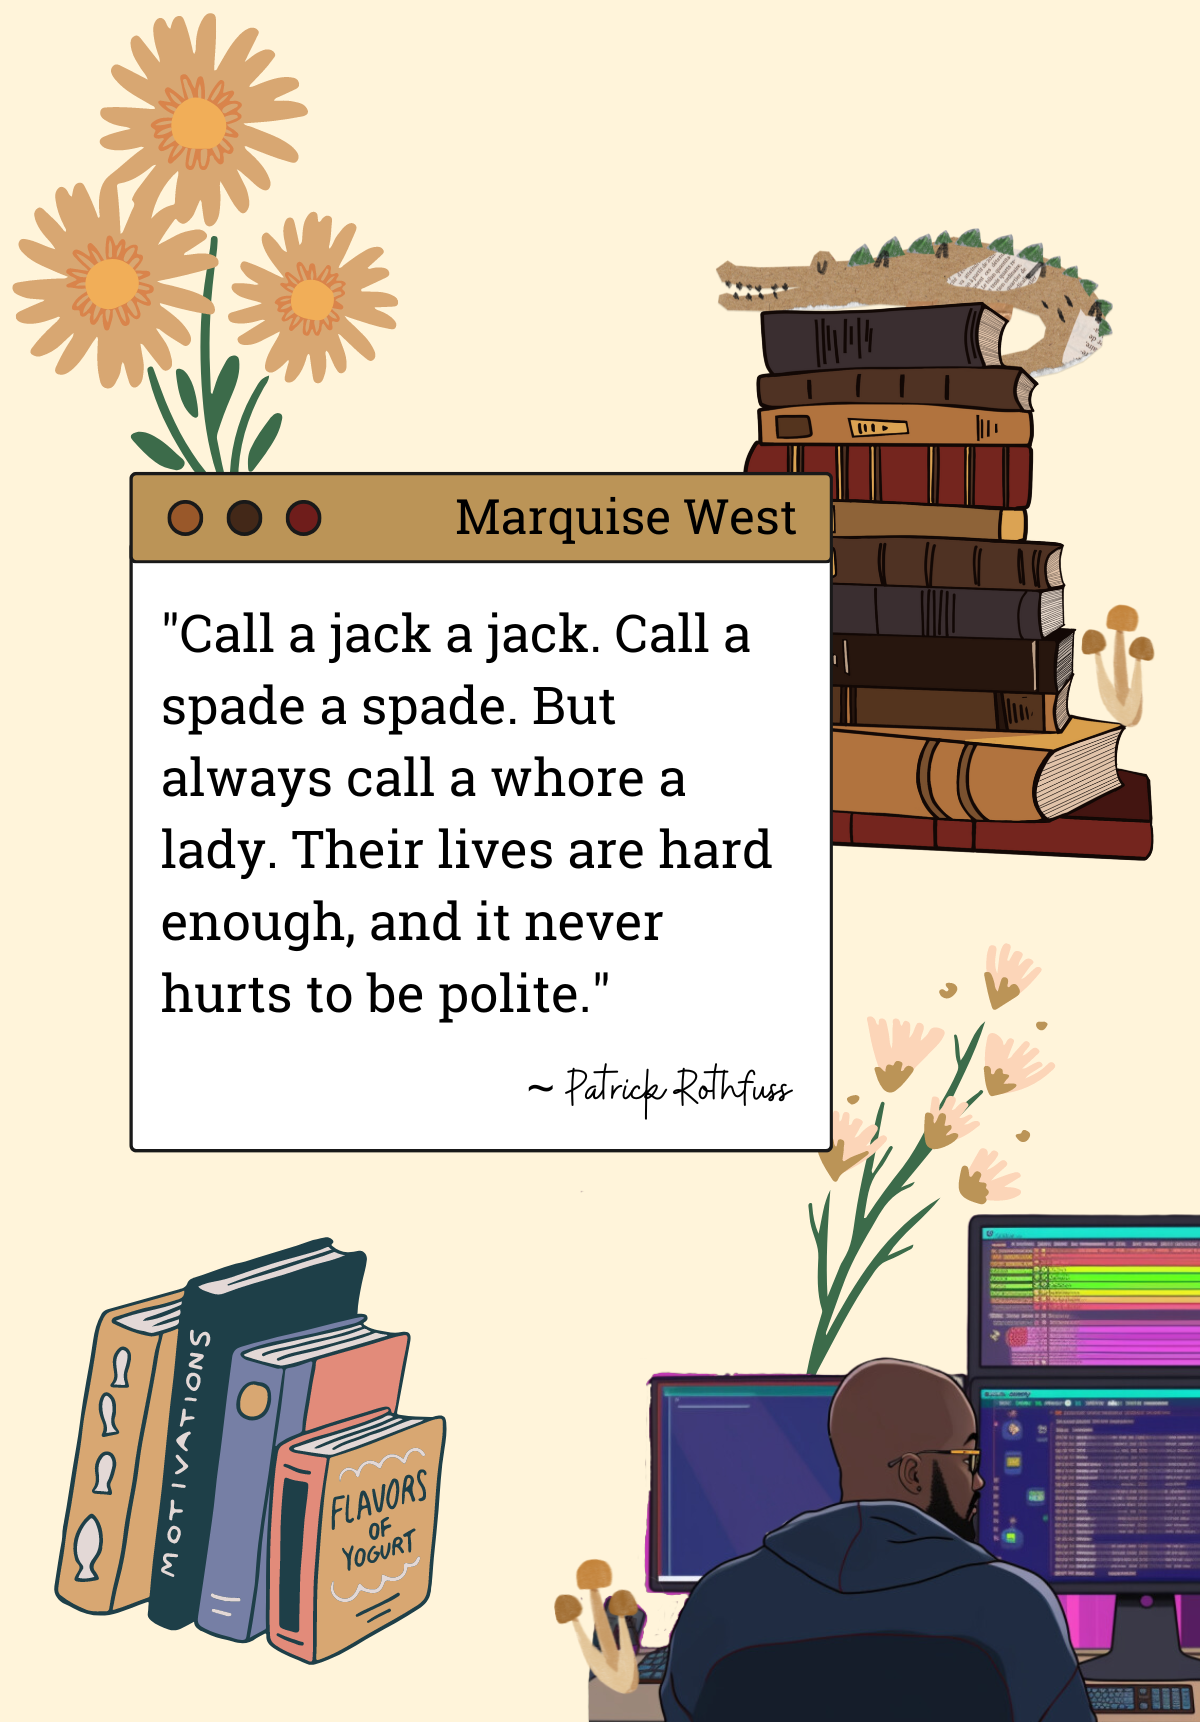 Marquise West
"Call a jack a jack. Call a
spade a spade. But
always call a whore a
lady. Their lives are hard
enough, and it never
hurts to be polite."
~ Patrick Rothfuss
MOTIVATIONS
FLAVORS
OF
YOGURT